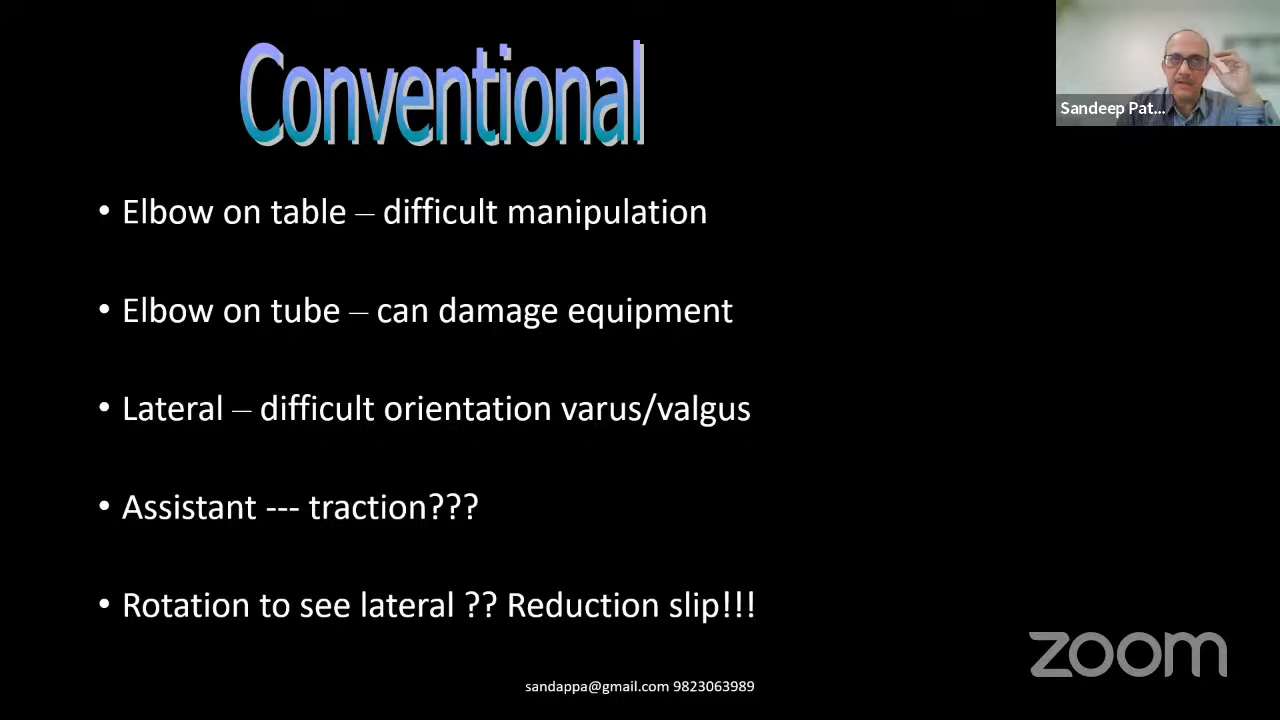 Conventional
Sandeep Pat...
• Elbow on table – difficult manipulation
• Elbow on tube – can damage equipment
• Lateral – difficult orientation varus/valgus
• Assistant --- traction???
• Rotation to see lateral ?? Reduction slip!!!
zoom
sandappa@gmail.com 9823063989